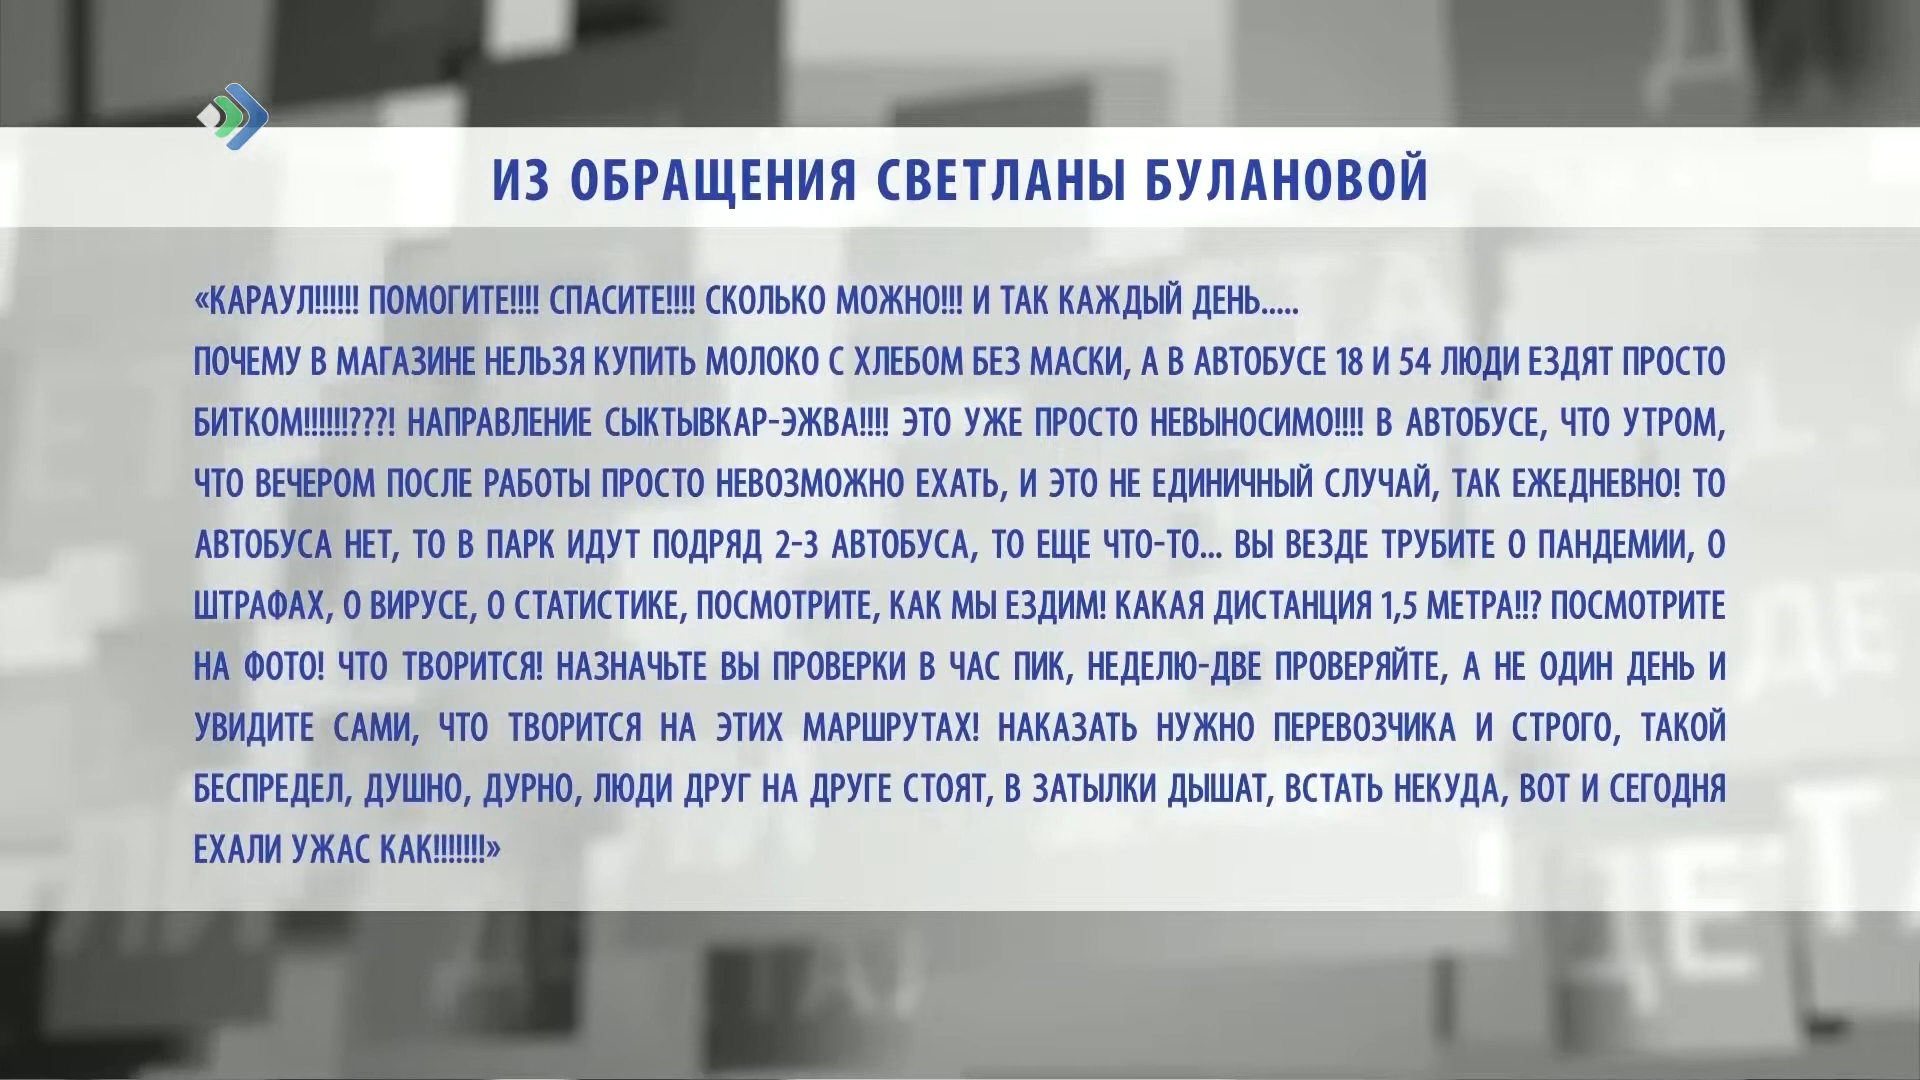 ИЗ ОБРАЩЕНИЯ СВЕТЛАНЫ БУЛАНОВОЙ
«КАРАУЛ!!!!!! ПОМОГИТЕ!!!! СПАСИТЕ!!!! СКОЛЬКО МОЖНО!!! И ТАК КАЖДЫЙ ДЕНЬ.....
ПОЧЕМУ В МАГАЗИНЕ НЕЛЬЗЯ КУПИТЬ МОЛОКО С ХЛЕБОМ БЕЗ МАСКИ, А В АВТОБУСЕ 18 И 54 ЛЮДИ ЕЗДЯТ ПРОСТО
БИТКОМ!!!!!!???! НАПРАВЛЕНИЕ СЫКТЫВКАР-ЭЖВА!!!! ЭТО УЖЕ ПРОСТО НЕВЫНОСИМО!!!! В АВТОБУСЕ, ЧТО УТРОМ,
ЧТО ВЕЧЕРОМ ПОСЛЕ РАБОТЫ ПРОСТО НЕВОЗМОЖНО ЕХАТЬ, И ЭТО НЕ ЕДИНИЧНЫЙ СЛУЧАЙ, ТАК ЕЖЕДНЕВНО! ТО
АВТОБУСА НЕТ, ТО В ПАРК ИДУТ ПОДРЯД 2-3 АВТОБУСА, ТО ЕЩЕ ЧТО-ТО... ВЫ ВЕЗДЕ ТРУБИТЕ О ПАНДЕМИИ, О
ШТРАФАХ, О ВИРУСЕ, О СТАТИСТИКЕ, ПОСМОТРИТЕ, КАК МЫ ЕЗДИМ! КАКАЯ ДИСТАНЦИЯ 1,5 МЕТРА!!? ПОСМОТРИТЕ
НА ФОТО! ЧТО ТВОРИТСЯ! НАЗНАЧЬТЕ ВЫ ПРОВЕРКИ В ЧАС ПИК, НЕДЕЛЮ-ДВЕ ПРОВЕРЯЙТЕ, А НЕ ОДИН ДЕНЬ И
УВИДИТЕ САМИ, ЧТО ТВОРИТСЯ НА ЭТИХ МАРШРУТАХ! НАКАЗАТЬ НУЖНО ПЕРЕВОЗЧИКА И СТРОГО, ТАКОЙ
БЕСПРЕДЕЛ, ДУШНО, ДУРНО, ЛЮДИ ДРУГ НА ДРУГЕ СТОЯТ, В ЗАТЫЛКИ ДЫШАТ, ВСТАТЬ НЕКУДА, ВОТ И СЕГОДНЯ
ЕХАЛИ УЖАС КАК!!!!!!!»